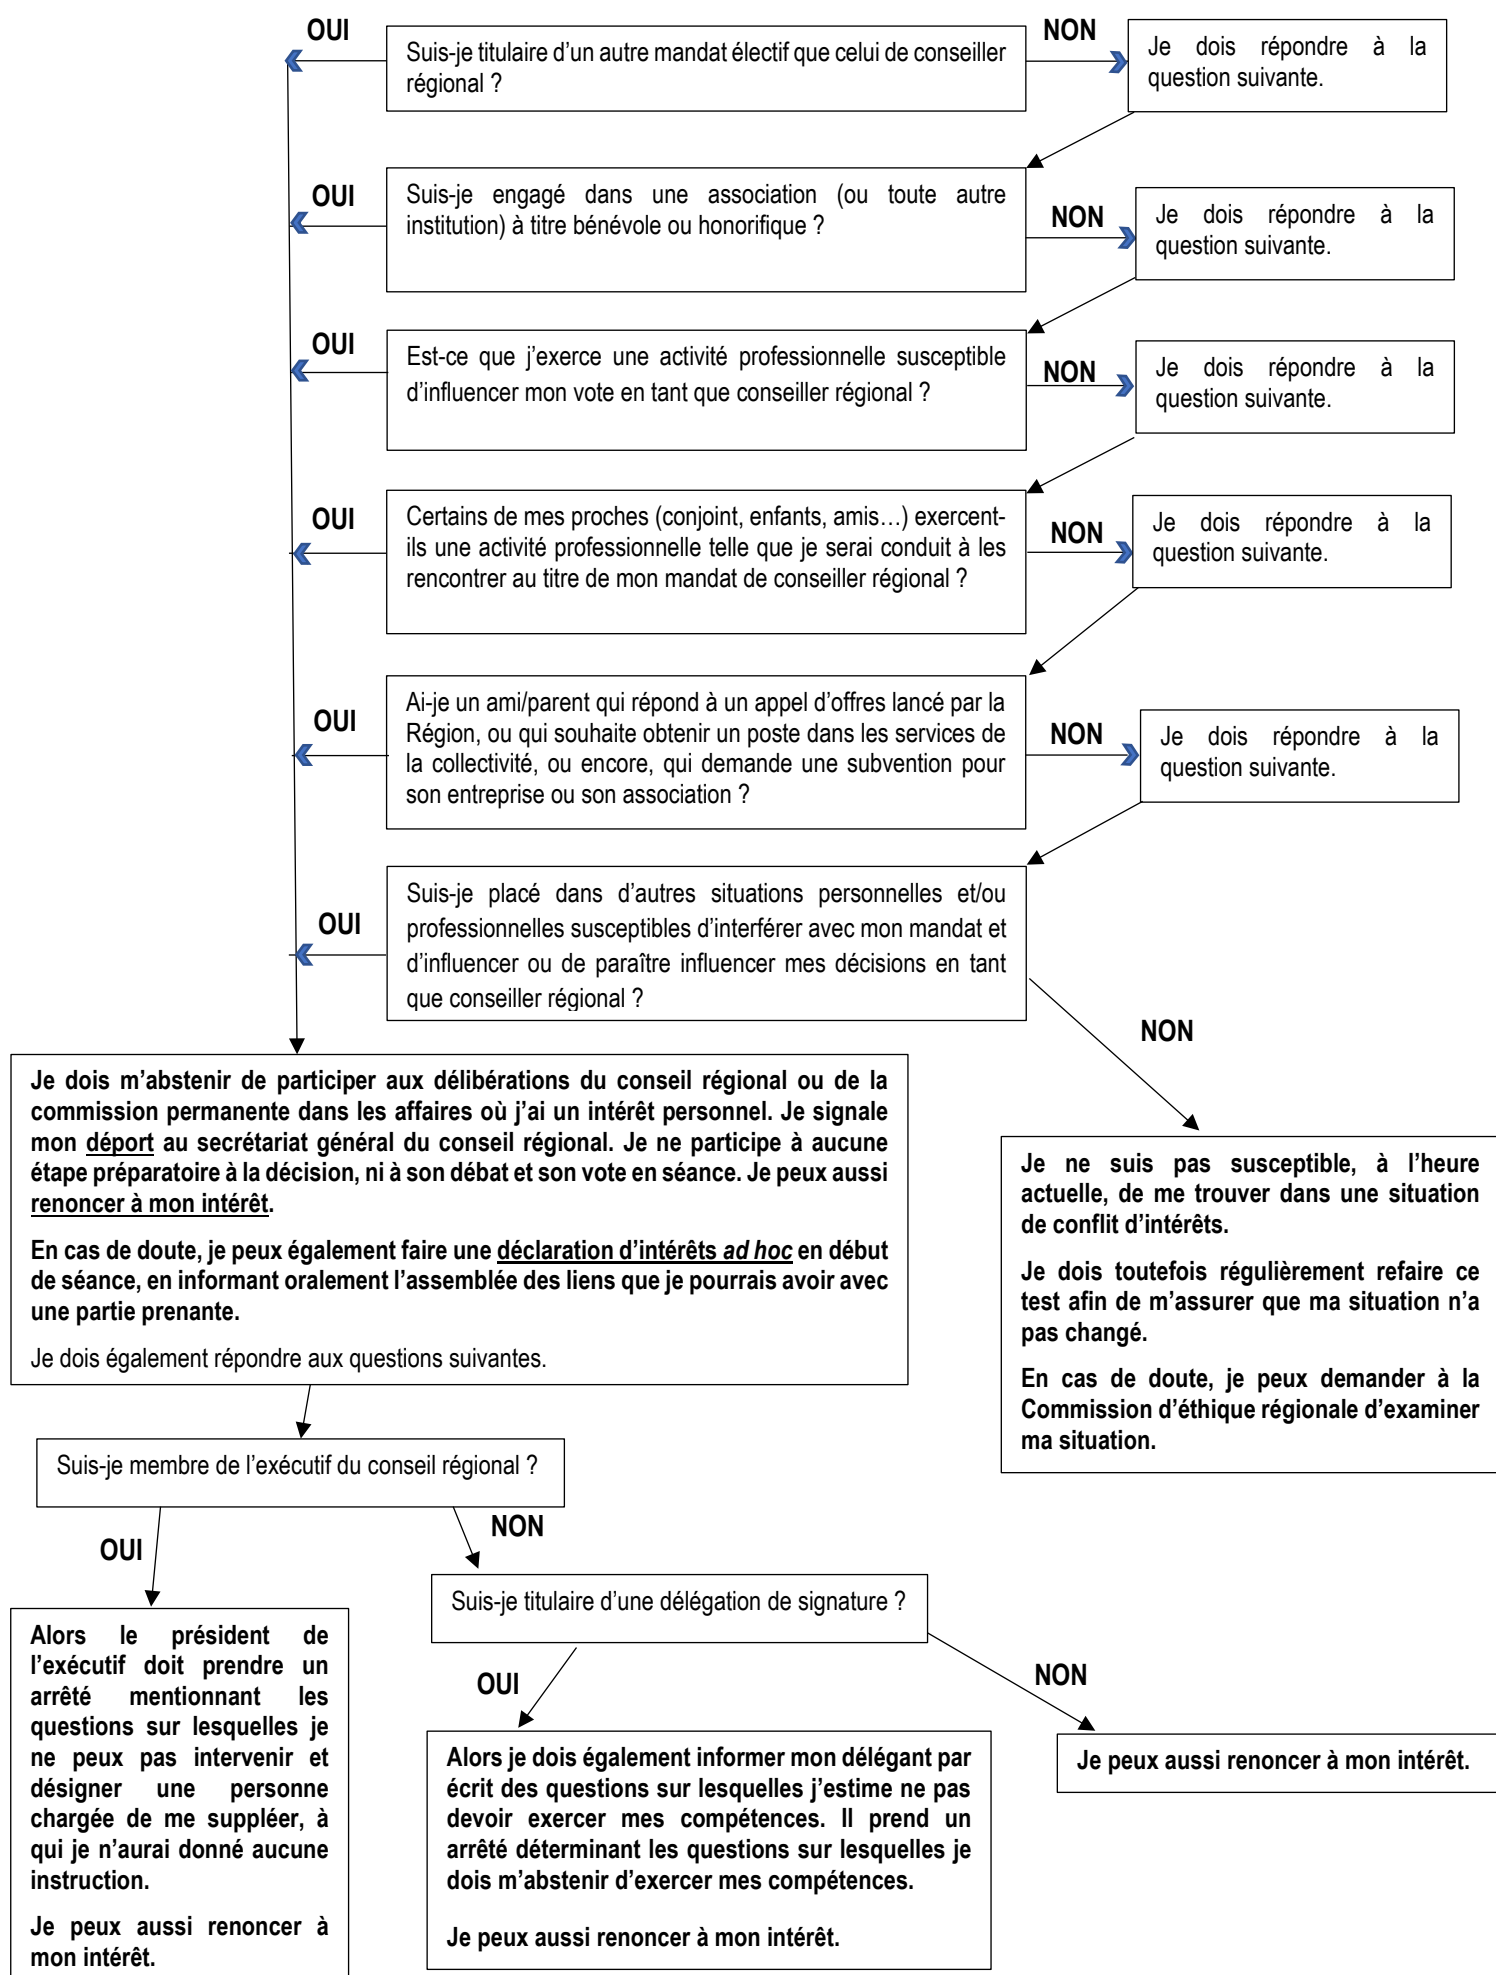 OUI
Suis-je titulaire d’un autre mandat électif que celui de conseiller
régional ?
NON
Je dois répondre à la
question suivante.
OUI
Suis-je engagé dans une association (ou toute autre
institution) à titre bénévole ou honorifique ?
NON
Je dois répondre à la
question suivante.
OUI
Est-ce que j’exerce une activité professionnelle susceptible
d’influencer mon vote en tant que conseiller régional ?
NON
Je dois répondre à la
question suivante.
OUI
Certains de mes proches (conjoint, enfants, amis…) exercent-
ils une activité professionnelle telle que je serai conduit à les
rencontrer au titre de mon mandat de conseiller régional ?
NON
Je dois répondre à la
question suivante.
OUI
Ai-je un ami/parent qui répond à un appel d’offres lancé par la
Région, ou qui souhaite obtenir un poste dans les services de
la collectivité, ou encore, qui demande une subvention pour
son entreprise ou son association ?
NON
Je dois répondre à la
question suivante.
OUI
Suis-je placé dans d’autres situations personnelles et/ou
professionnelles susceptibles d’interférer avec mon mandat et
d’influencer ou de paraître influencer mes décisions en tant
que conseiller régional ?
NON
Je dois m’abstenir de participer aux délibérations du conseil régional ou de la
commission permanente dans les affaires où j’ai un intérêt personnel. Je signale
mon déport au secrétariat général du conseil régional. Je ne participe à aucune
étape préparatoire à la décision, ni à son débat et son vote en séance. Je peux aussi
renoncer à mon intérêt.
En cas de doute, je peux également faire une déclaration d’intérêts ad hoc en début
de séance, en informant oralement l’assemblée des liens que je pourrais avoir avec
une partie prenante.
Je dois également répondre aux questions suivantes.
Je ne suis pas susceptible, à l’heure
actuelle, de me trouver dans une situation
de conflit d’intérêts.
Je dois toutefois régulièrement refaire ce
test afin de m’assurer que ma situation n’a
pas changé.
En cas de doute, je peux demander à la
Commission d’éthique régionale d’examiner
ma situation.
Suis-je membre de l’exécutif du conseil régional ?
OUI
NON
Suis-je titulaire d’une délégation de signature ?
OUI
NON
Alors le président de
l’exécutif doit prendre un
arrêté mentionnant les
questions sur lesquelles je
ne peux pas intervenir et
désigner une personne
chargée de me suppléer, à
qui je n’aurai donné aucune
instruction.
Je peux aussi renoncer à
mon intérêt.
Alors je dois également informer mon délégant par
écrit des questions sur lesquelles j’estime ne pas
devoir exercer mes compétences. Il prend un
arrêté déterminant les questions sur lesquelles je
dois m’abstenir d’exercer mes compétences.
Je peux aussi renoncer à mon intérêt.
Je peux aussi renoncer à mon intérêt.